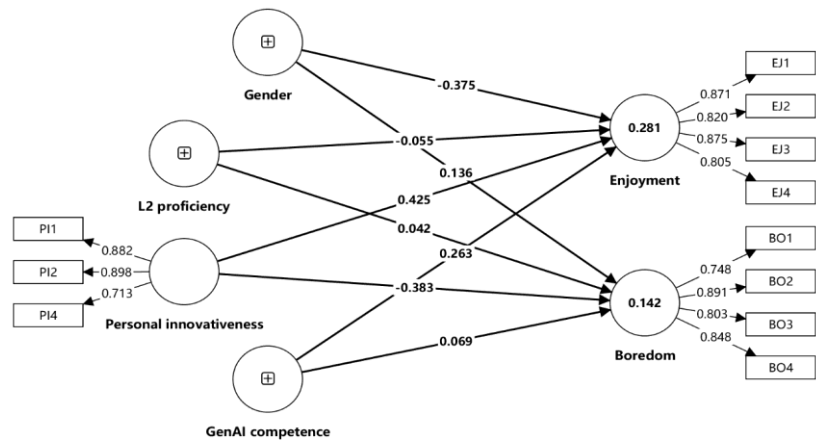 Gender
L2 proficiency
PI1
PI2
PI4
0.882
0.898
0.713
Personal innovativeness
GenAI competence
-0.375
-0.055
0.136
0.425
0.042
0.263
-0.383
0.069
0.281
Enjoyment
0.871
0.820
0.875
0.805
EJ1
EJ2
EJ3
EJ4
0.142
Boredom
0.748
0.891
0.803
0.848
BO1
BO2
BO3
BO4